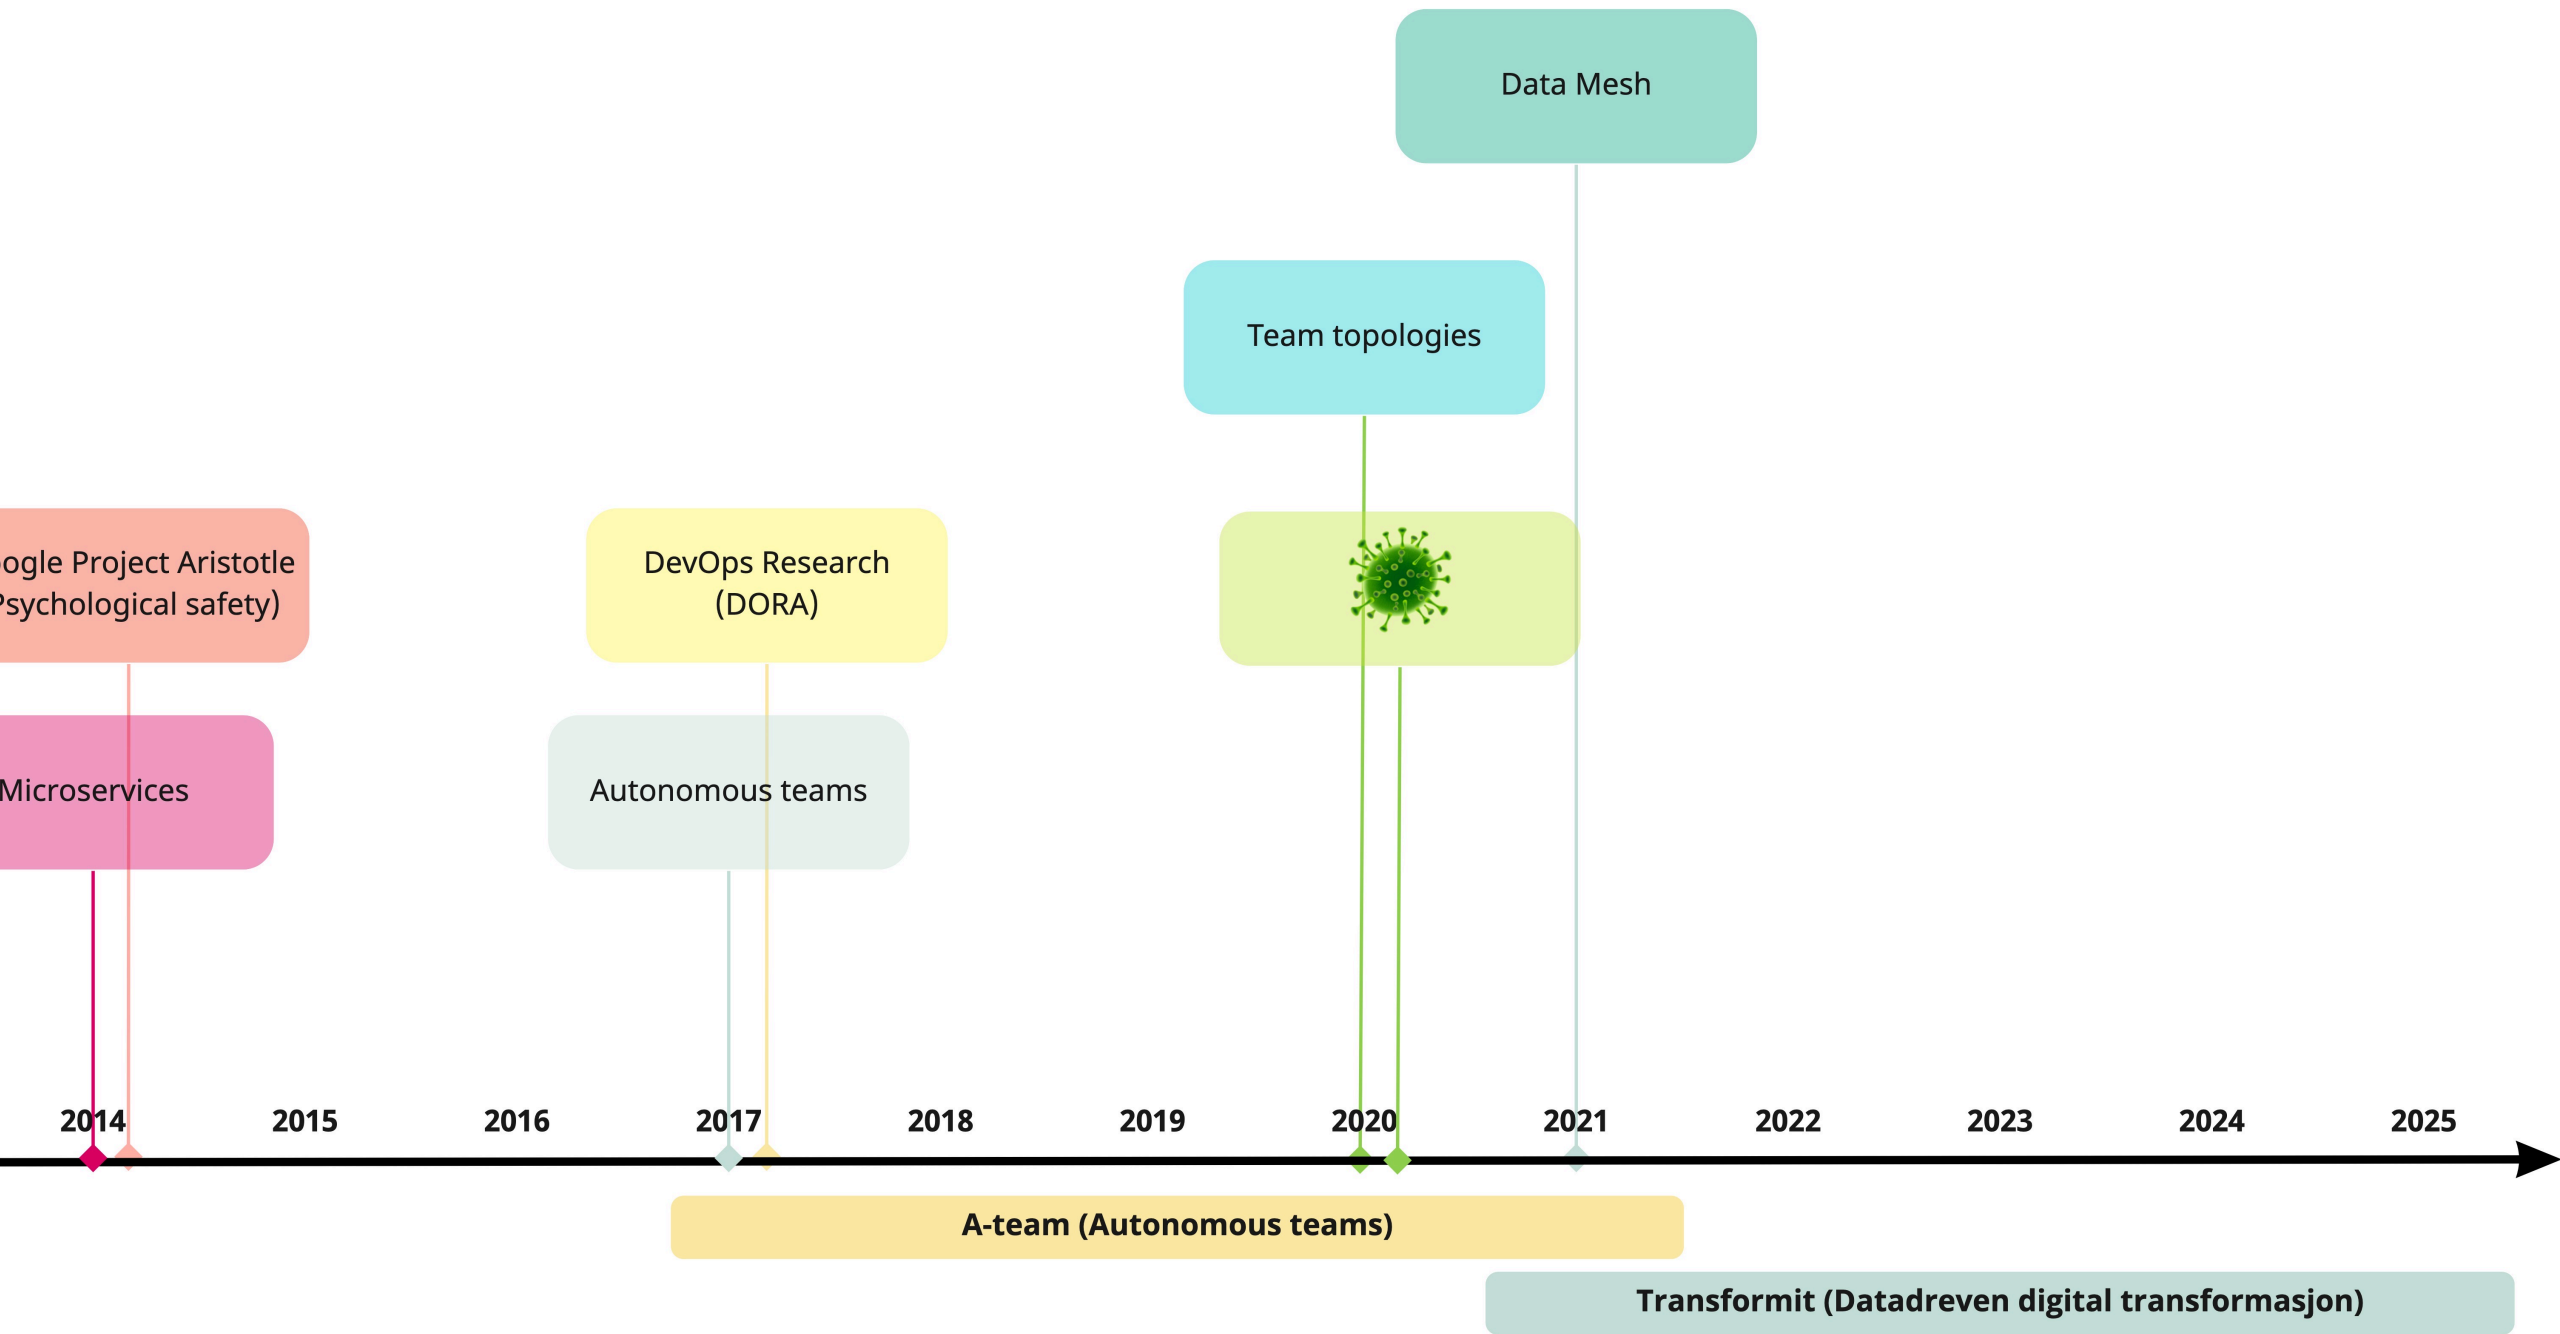 Data Mesh
Team topologies
ogle Project Aristotle
Psychological safety)
DevOps Research
(DORA)
Microservices
Autonomous teams
2014 2015 2016 2017 2018 2019 2020 2021 2022 2023 2024 2025
A-team (Autonomous teams)
Transformit (Datadreven digital transformasjon)